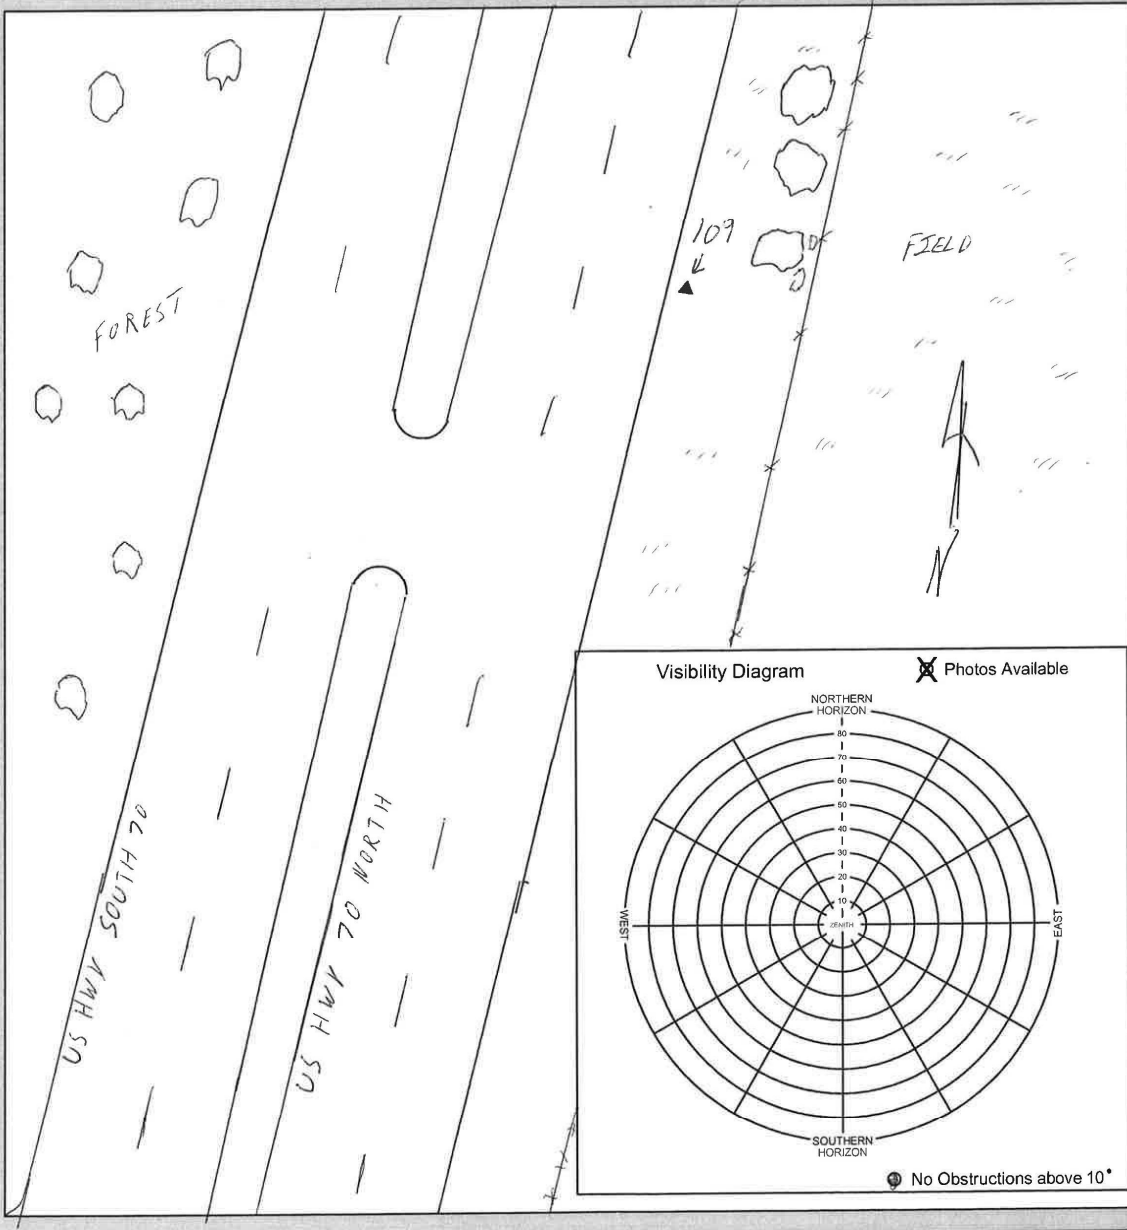 109
FIELD
FOREST
N
US HWY SOUTH 70
US HWY 70 NORTH
Visibility Diagram
Photos Available
NORTHERN
HORIZON
80
70
60
50
40
30
20
10
ZENITH
WEST
EAST
SOUTHERN
HORIZON
No Obstructions above 10°